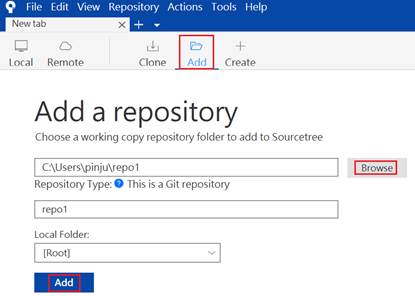 File Edit View Repository Actions Tools Help
New tab
Local Remote Clone Add Create
Add a repository
Choose a working copy repository folder to add to Sourcetree
C:\Users\pinju\repo1 Browse
Repository Type: ? This is a Git repository
repo1
Local Folder:
[Root]
Add